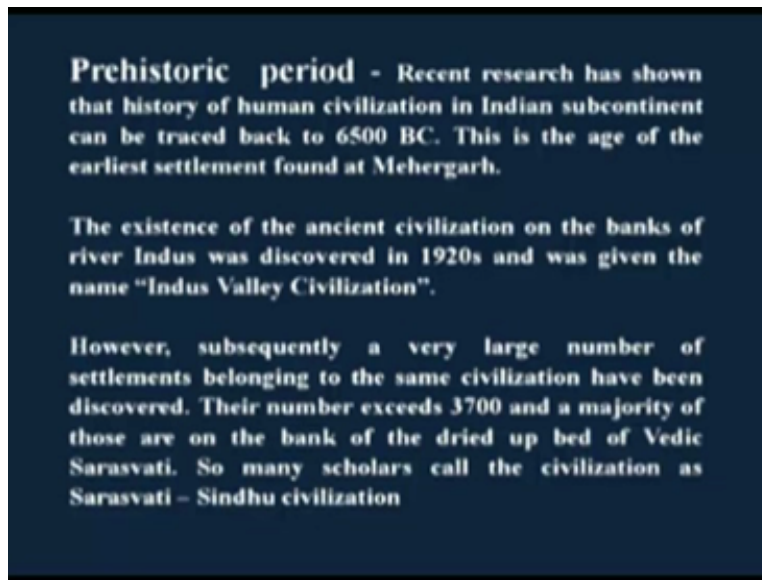 Prehistoric period - Recent research has shown
that history of human civilization in Indian subcontinent
can be traced back to 6500 BC. This is the age of the
earliest settlement found at Mehergarh.
The existence of the ancient civilization on the banks of
river Indus was discovered in 1920s and was given the
name “Indus Valley Civilization”.
However, subsequently a very large number of
settlements belonging to the same civilization have been
discovered. Their number exceeds 3700 and a majority of
those are on the bank of the dried up bed of Vedic
Sarasvati. So many scholars call the civilization as
Sarasvati – Sindhu civilization